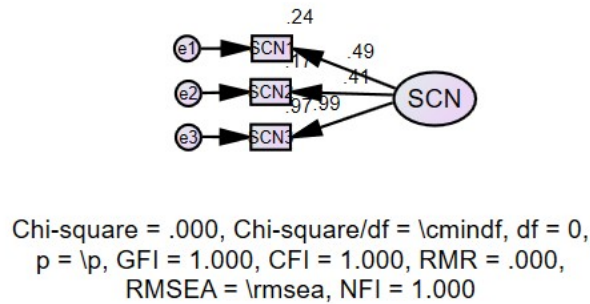 .24
e1 SCN1 .49
.17
e2 SCN2 .41
SCN
.97 .99
e3 SCN3
Chi-square = .000, Chi-square/df = \cmindf, df = 0,
p = \p, GFI = 1.000, CFI = 1.000, RMR = .000,
RMSEA = \rmsea, NFI = 1.000